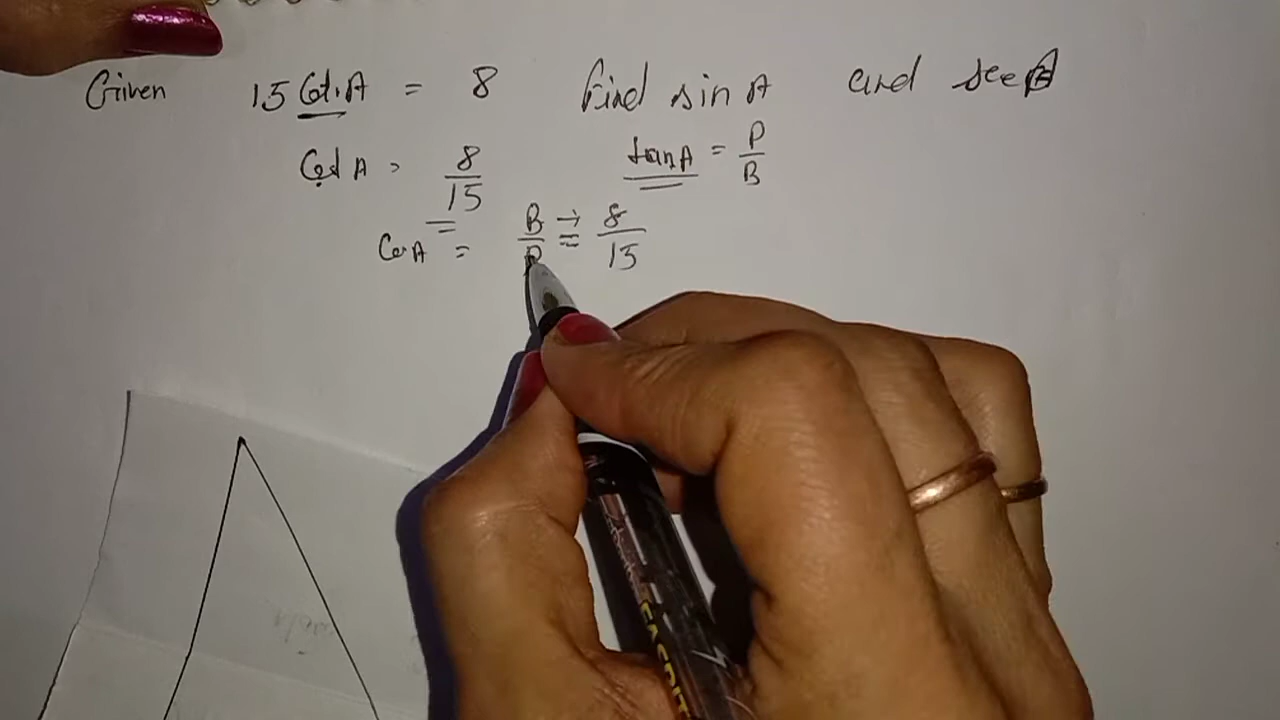 Given 15 Cot.A = 8 find sin A and sec A
Cot A = 8/15 tan A = P/B
Cot A = B/P → = 8/15